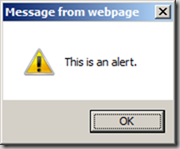 Message from webpage
This is an alert.
OK